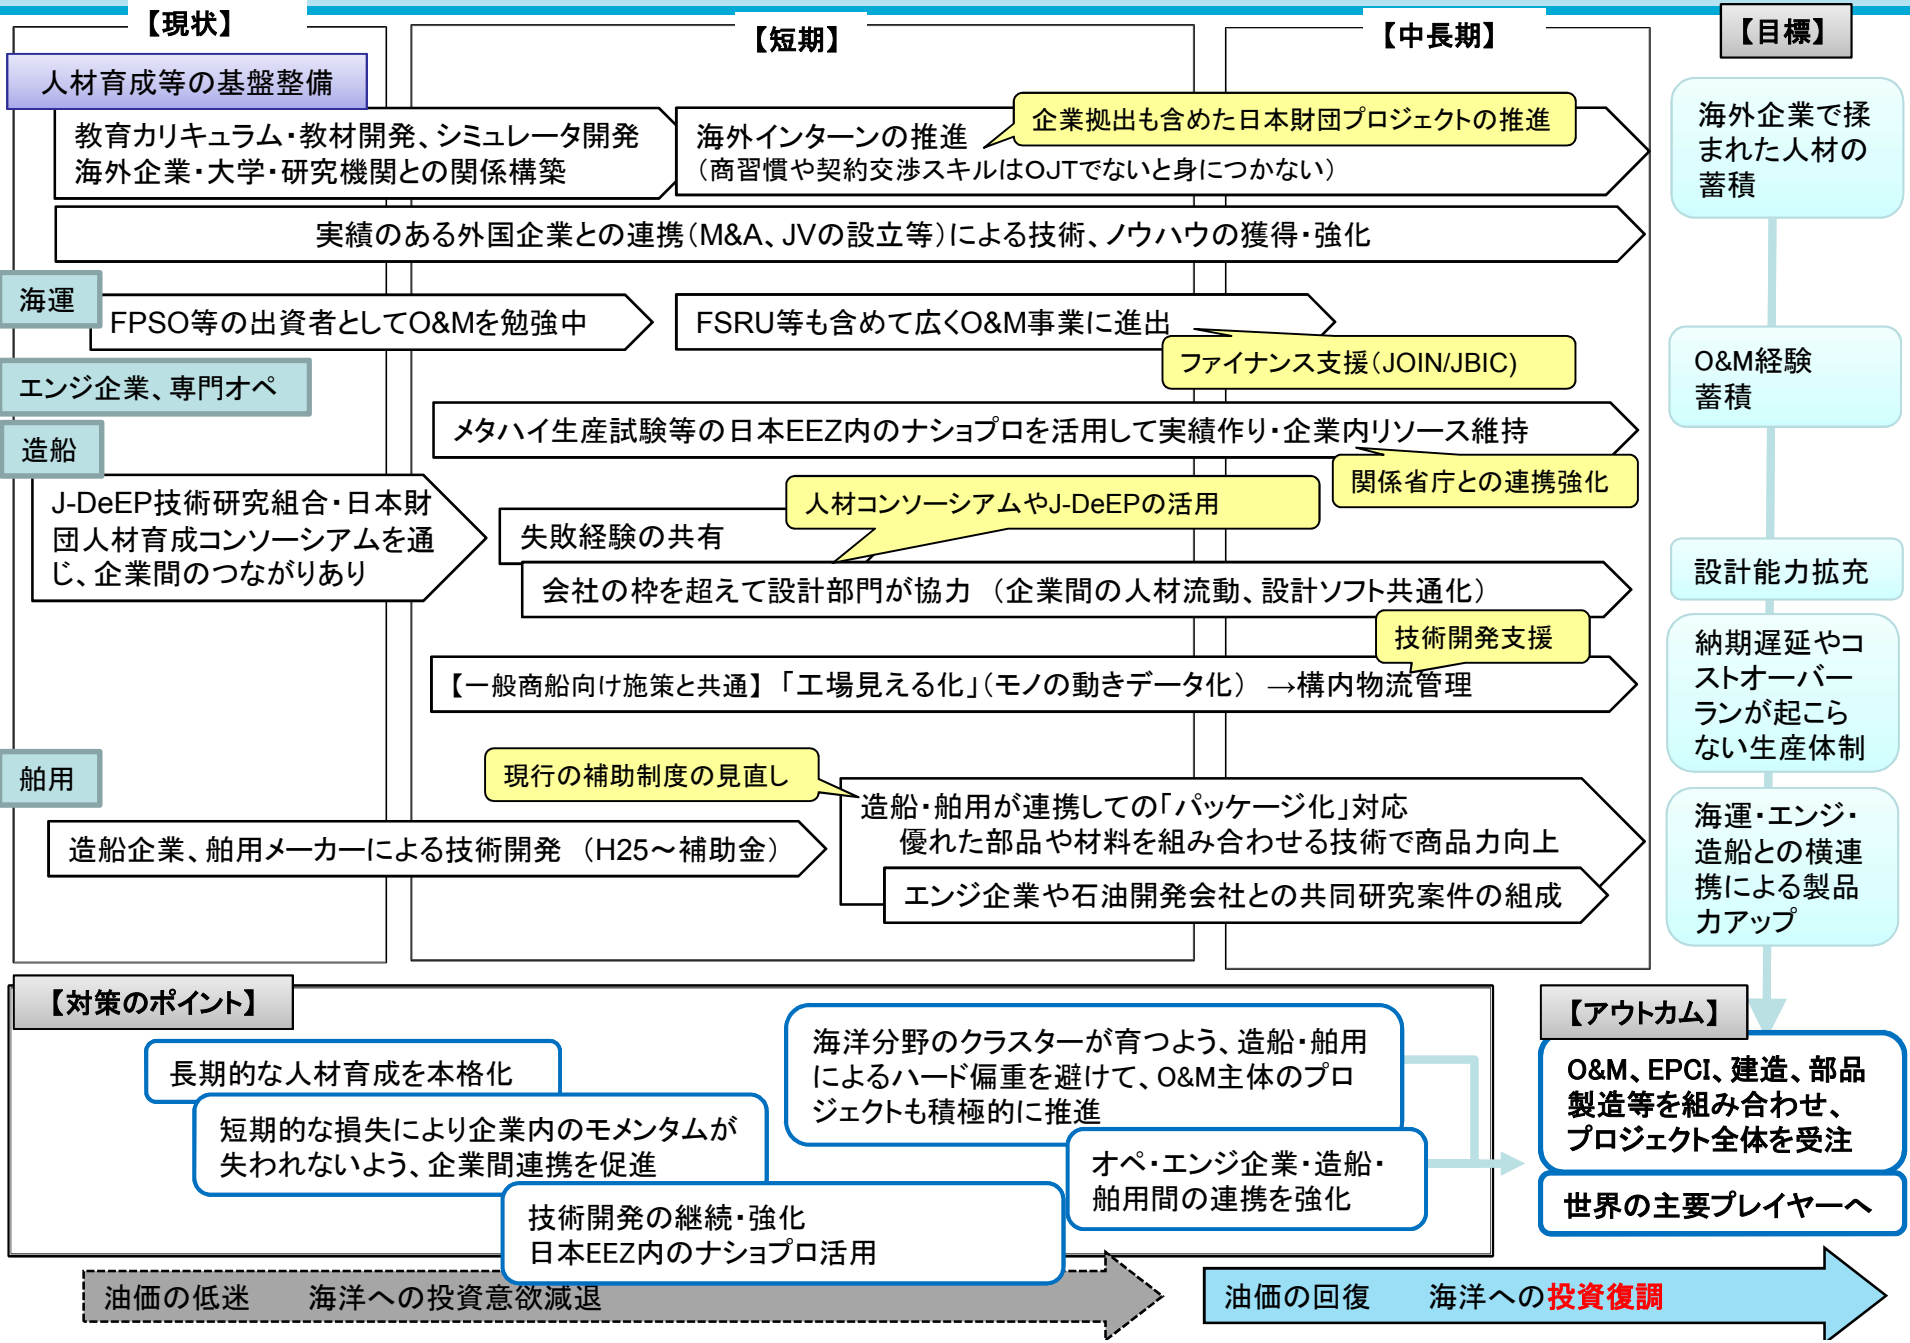 【現状】
【短期】
【中長期】
【目標】
人材育成等の基盤整備
教育カリキュラム・教材開発、シミュレータ開発
海外企業・大学・研究機関との関係構築
海外インターンの推進
（商習慣や契約交渉スキルはOJTでないと身につかない）
企業拠出も含めた日本財団プロジェクトの推進
海外企業で揉
まれた人材の
蓄積
実績のある外国企業との連携（M&A、JVの設立等）による技術、ノウハウの獲得・強化
海運
FPSO等の出資者としてO&Mを勉強中
FSRU等も含めて広くO&M事業に進出
ファイナンス支援（JOIN/JBIC)
O&M経験
蓄積
エンジ企業、専門オペ
メタハイ生産試験等の日本EEZ内のナショプロを活用して実績作り・企業内リソース維持
関係省庁との連携強化
造船
J-DeEP技術研究組合・日本財
団人材育成コンソーシアムを通
じ、企業間のつながりあり
人材コンソーシアムやJ-DeEPの活用
失敗経験の共有
会社の枠を超えて設計部門が協力　（企業間の人材流動、設計ソフト共通化）
設計能力拡充
技術開発支援
【一般商船向け施策と共通】　「工場見える化」（モノの動きデータ化）　→構内物流管理
納期遅延やコ
ストオーバー
ランが起こら
ない生産体制
舶用
現行の補助制度の見直し
造船企業、舶用メーカーによる技術開発　（H25～補助金）
造船・舶用が連携しての「パッケージ化」対応
優れた部品や材料を組み合わせる技術で商品力向上
エンジ企業や石油開発会社との共同研究案件の組成
海運・エンジ・
造船との横連
携による製品
力アップ
【対策のポイント】
長期的な人材育成を本格化
短期的な損失により企業内のモメンタムが
失われないよう、企業間連携を促進
技術開発の継続・強化
日本EEZ内のナショプロ活用
海洋分野のクラスターが育つよう、造船・舶用
によるハード偏重を避けて、O&M主体のプロ
ジェクトも積極的に推進
オペ・エンジ企業・造船・
舶用間の連携を強化
【アウトカム】
O&M、EPCI、建造、部品
製造等を組み合わせ、
プロジェクト全体を受注
世界の主要プレイヤーへ
油価の低迷　　海洋への投資意欲減退
油価の回復　　海洋への投資復調